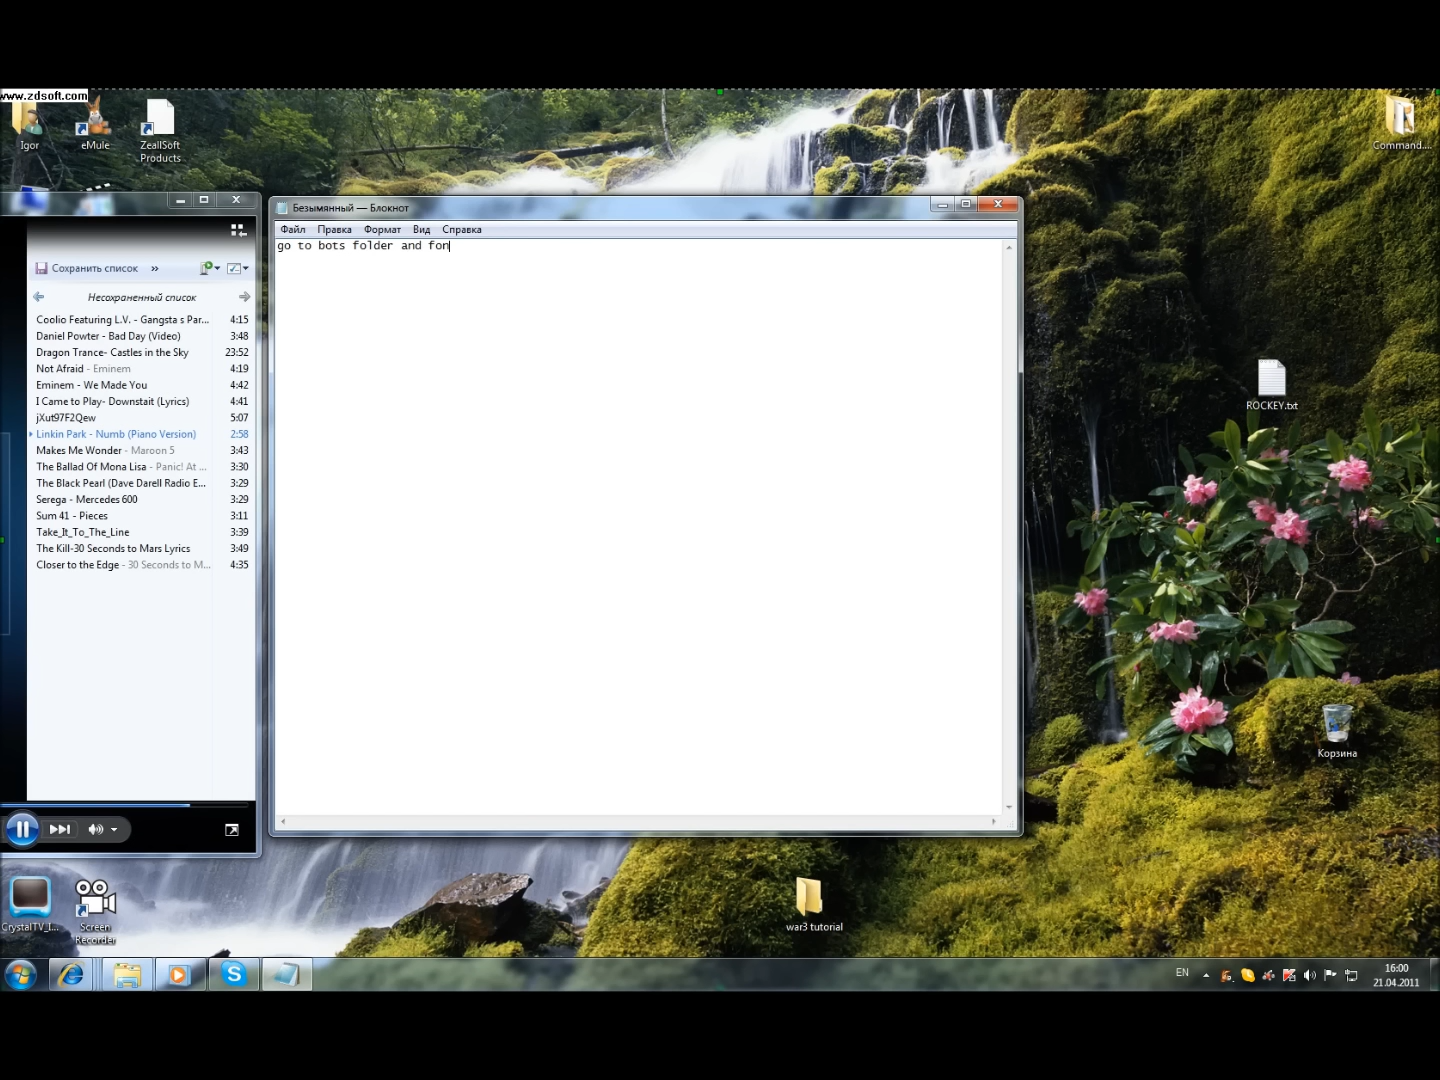 www.zdsoft.com
Igor
eMule
ZeallSoft
Products
Command....
Безымянный — Блокнот
Файл Правка Формат Вид Справка
go to bots folder and fon
Сохранить список »
Несохраненный список
Coolio Featuring L.V. - Gangsta s Par... 4:15
Daniel Powter - Bad Day (Video) 3:48
Dragon Trance- Castles in the Sky 23:52
Not Afraid - Eminem 4:19
Eminem - We Made You 4:42
I Came to Play- Downstait (Lyrics) 4:41
jXut97F2Qew 5:07
Linkin Park - Numb (Piano Version) 2:58
Makes Me Wonder - Maroon 5 3:43
The Ballad Of Mona Lisa - Panic! At ... 3:30
The Black Pearl (Dave Darell Radio E... 3:29
Serega - Mercedes 600 3:29
Sum 41 - Pieces 3:11
Take_It_To_The_Line 3:39
The Kill-30 Seconds to Mars Lyrics 3:49
Closer to the Edge - 30 Seconds to M... 4:35
ROCKEY.txt
Корзина
CrystalTV_I...
Screen
Recorder
war3 tutorial
EN
16:00
21.04.2011